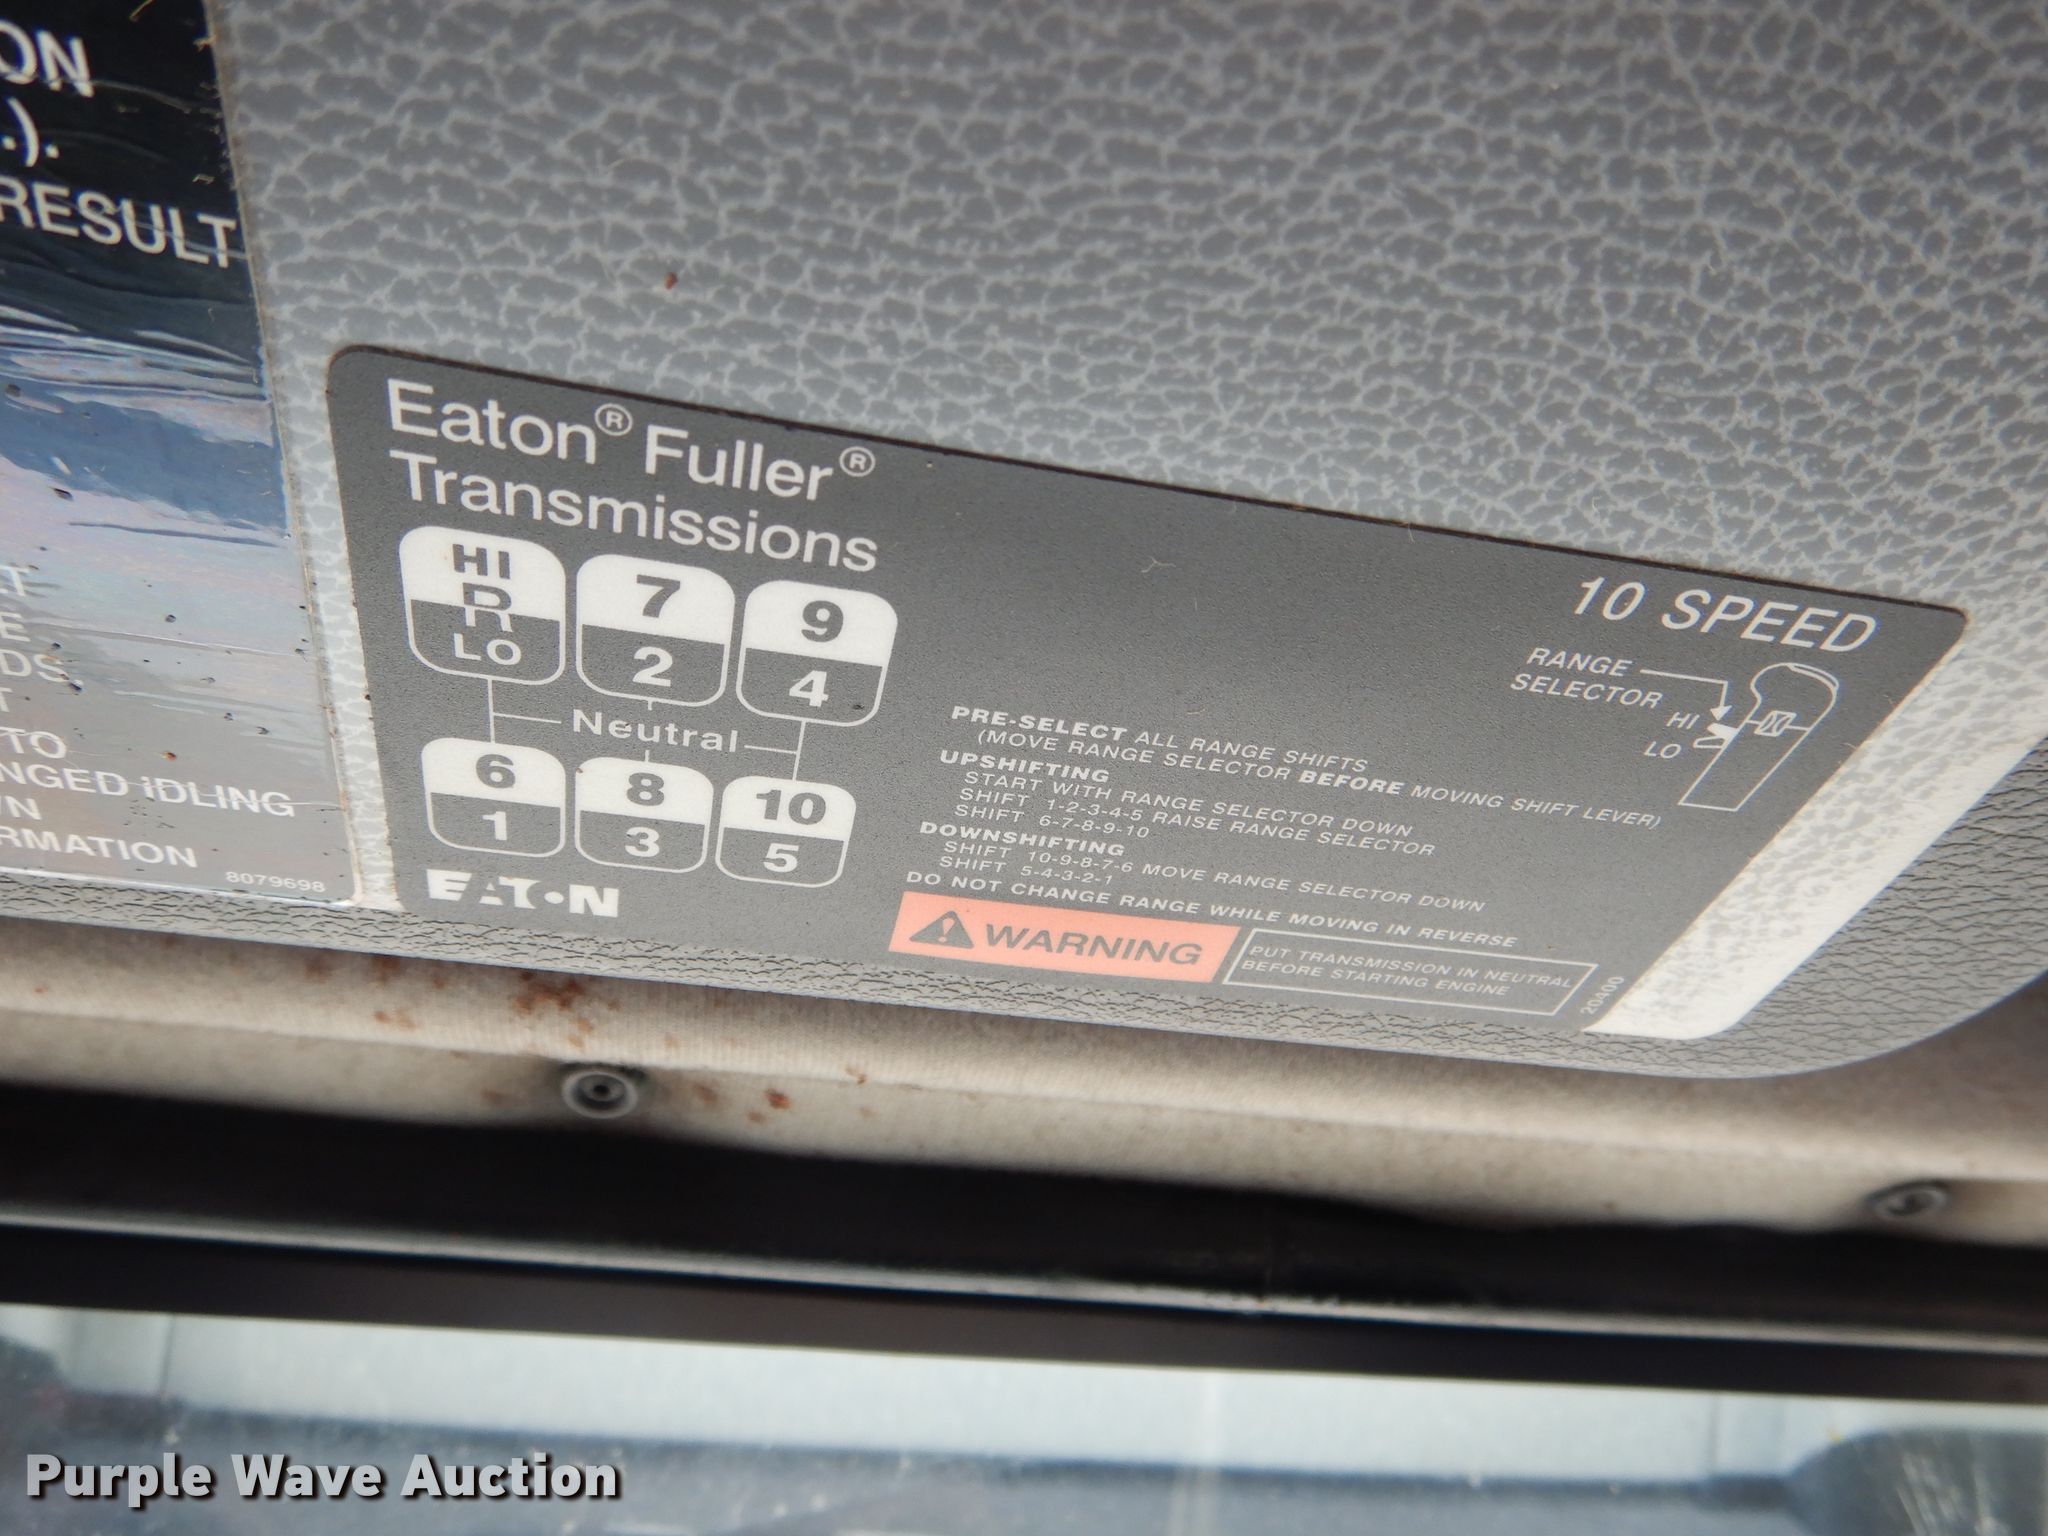 ON
.).
RESULT
DS.
TO
NGED IDLING
WN
RMATION
8079698
Eaton® Fuller®
Transmissions
HI 7 9
R
LO 2 4
Neutral
6 8 10
1 3 5
EATON
10 SPEED
RANGE
SELECTOR
HI
LO
PRE-SELECT ALL RANGE SHIFTS
(MOVE RANGE SELECTOR BEFORE MOVING SHIFT LEVER)
UPSHIFTING
START WITH RANGE SELECTOR DOWN
SHIFT 1-2-3-4-5 RAISE RANGE SELECTOR
SHIFT 6-7-8-9-10
DOWNSHIFTING
SHIFT 10-9-8-7-6 MOVE RANGE SELECTOR DOWN
SHIFT 5-4-3-2-1
DO NOT CHANGE RANGE WHILE MOVING IN REVERSE
WARNING
PUT TRANSMISSION IN NEUTRAL
BEFORE STARTING ENGINE
20400
Purple Wave Auction